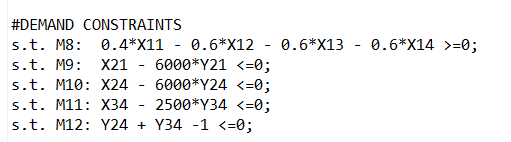 #DEMAND CONSTRAINTS
s.t. M8:  0.4*X11 - 0.6*X12 - 0.6*X13 - 0.6*X14 >=0;
s.t. M9:  X21 - 6000*Y21 <=0;
s.t. M10: X24 - 6000*Y24 <=0;
s.t. M11: X34 - 2500*Y34 <=0;
s.t. M12: Y24 + Y34 -1 <=0;